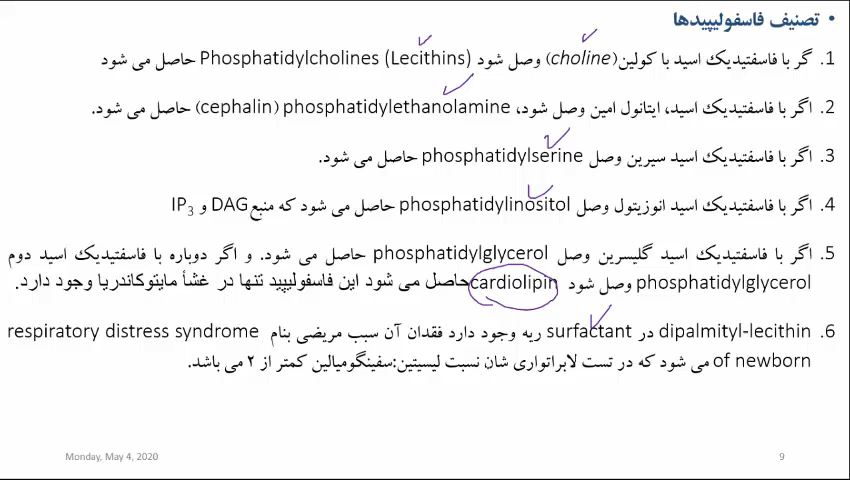 • تصنیف فاسفولیپیدها
1. گر با فاسفتیدیک اسید با کولین(choline) وصل شود Phosphatidylcholines (Lecithins) حاصل می شود
2. اگر با فاسفتیدیک اسید، ایتانول امین وصل شود، phosphatidylethanolamine (cephalin) حاصل می شود.
3. اگر با فاسفتیدیک اسید سیرین وصل phosphatidylserine حاصل می شود.
4. اگر با فاسفتیدیک اسید انوزیتول وصل phosphatidylinositol حاصل می شود که منبع DAG و IP3
5. اگر با فاسفتیدیک اسید گلیسرین وصل phosphatidylglycerol حاصل می شود. و اگر دوباره با فاسفتیدیک اسید دوم
phosphatidylglycerol وصل شود cardiolipin حاصل می شود این فاسفولیپید تنها در غشأ مایتوکاندریا وجود دارد.
6. dipalmityl-lecithin در surfactant ریه وجود دارد فقدان آن سبب مریضی بنام respiratory distress syndrome
of newborn می شود که در تست لابراتواری شان نسبت لیسیتین:سفینگومیالین کمتر از ۲ می باشد.
Monday, May 4, 2020
9